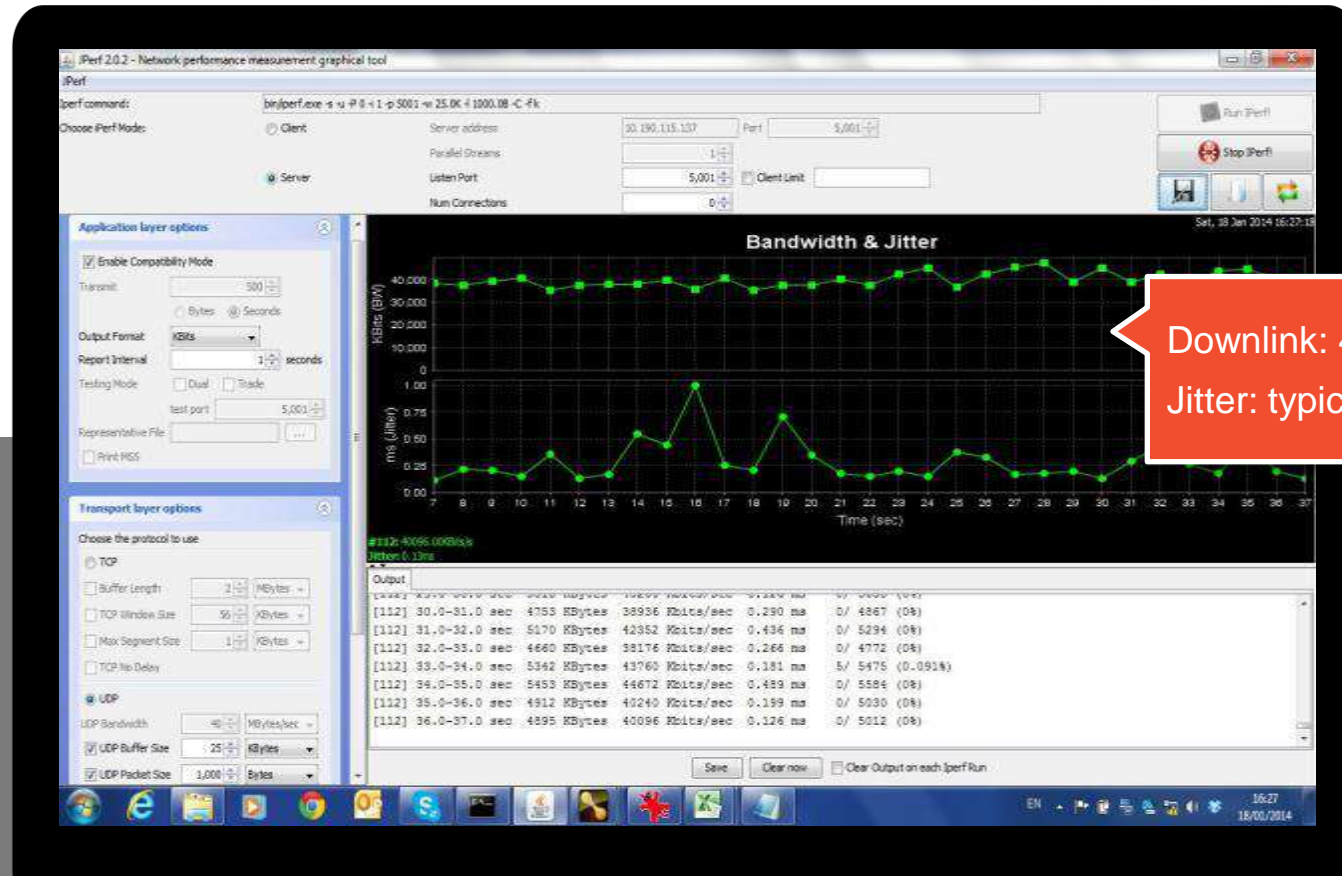 JPerf 2.0.2 - Network performance measurement graphical tool
JPerf
Iperf command:
bin/iperf.exe -s -u -P 0 -i 1 -p 5001 -w 25.0K -l 1000.0B -C -f k
Choose iPerf Mode:
Client
Server address
10.190.115.137
Port
5,001
Parallel Streams
1
Server
Listen Port
5,001
Client Limit
Num Connections
0
Run IPerf!
Stop IPerf!
Application layer options
Enable Compatibility Mode
Transmit
500
Bytes
Seconds
Output Format
KBits
Report Interval
1 seconds
Testing Mode
Dual
Trade
test port
5,001
Representative File
...
Print MSS
Transport layer options
Choose the protocol to use
TCP
Buffer Length
2
MBytes
TCP Window Size
56
KBytes
Max Segment Size
1
KBytes
TCP No Delay
UDP
UDP Bandwidth
40
MBytes/sec
UDP Buffer Size
25
KBytes
UDP Packet Size
1,000
Bytes
Sat, 18 Jan 2014 16:27:18
Bandwidth & Jitter
KBits (BW)
40,000
30,000
20,000
10,000
0
ms (Jitter)
1.00
0.75
0.50
0.25
0.00
7 8 9 10 11 12 13 14 15 16 17 18 19 20 21 22 23 24 25 26 27 28 29 30 31 32 33 34 35 36 37
Time (sec)
#112: 40096.00KBits/s
Jitter: 0.13ms
Downlink: 4
Jitter: typic
Output
[112] 30.0-31.0 sec 4753 KBytes 38936 Kbits/sec 0.290 ms 0/ 4867 (0%)
[112] 31.0-32.0 sec 5170 KBytes 42352 Kbits/sec 0.436 ms 0/ 5294 (0%)
[112] 32.0-33.0 sec 4660 KBytes 38176 Kbits/sec 0.266 ms 0/ 4772 (0%)
[112] 33.0-34.0 sec 5342 KBytes 43760 Kbits/sec 0.181 ms 5/ 5475 (0.091%)
[112] 34.0-35.0 sec 5453 KBytes 44672 Kbits/sec 0.489 ms 0/ 5584 (0%)
[112] 35.0-36.0 sec 4912 KBytes 40240 Kbits/sec 0.199 ms 0/ 5030 (0%)
[112] 36.0-37.0 sec 4895 KBytes 40096 Kbits/sec 0.126 ms 0/ 5012 (0%)
Save
Clear now
Clear Output on each Iperf Run
EN
16:27
18/01/2014